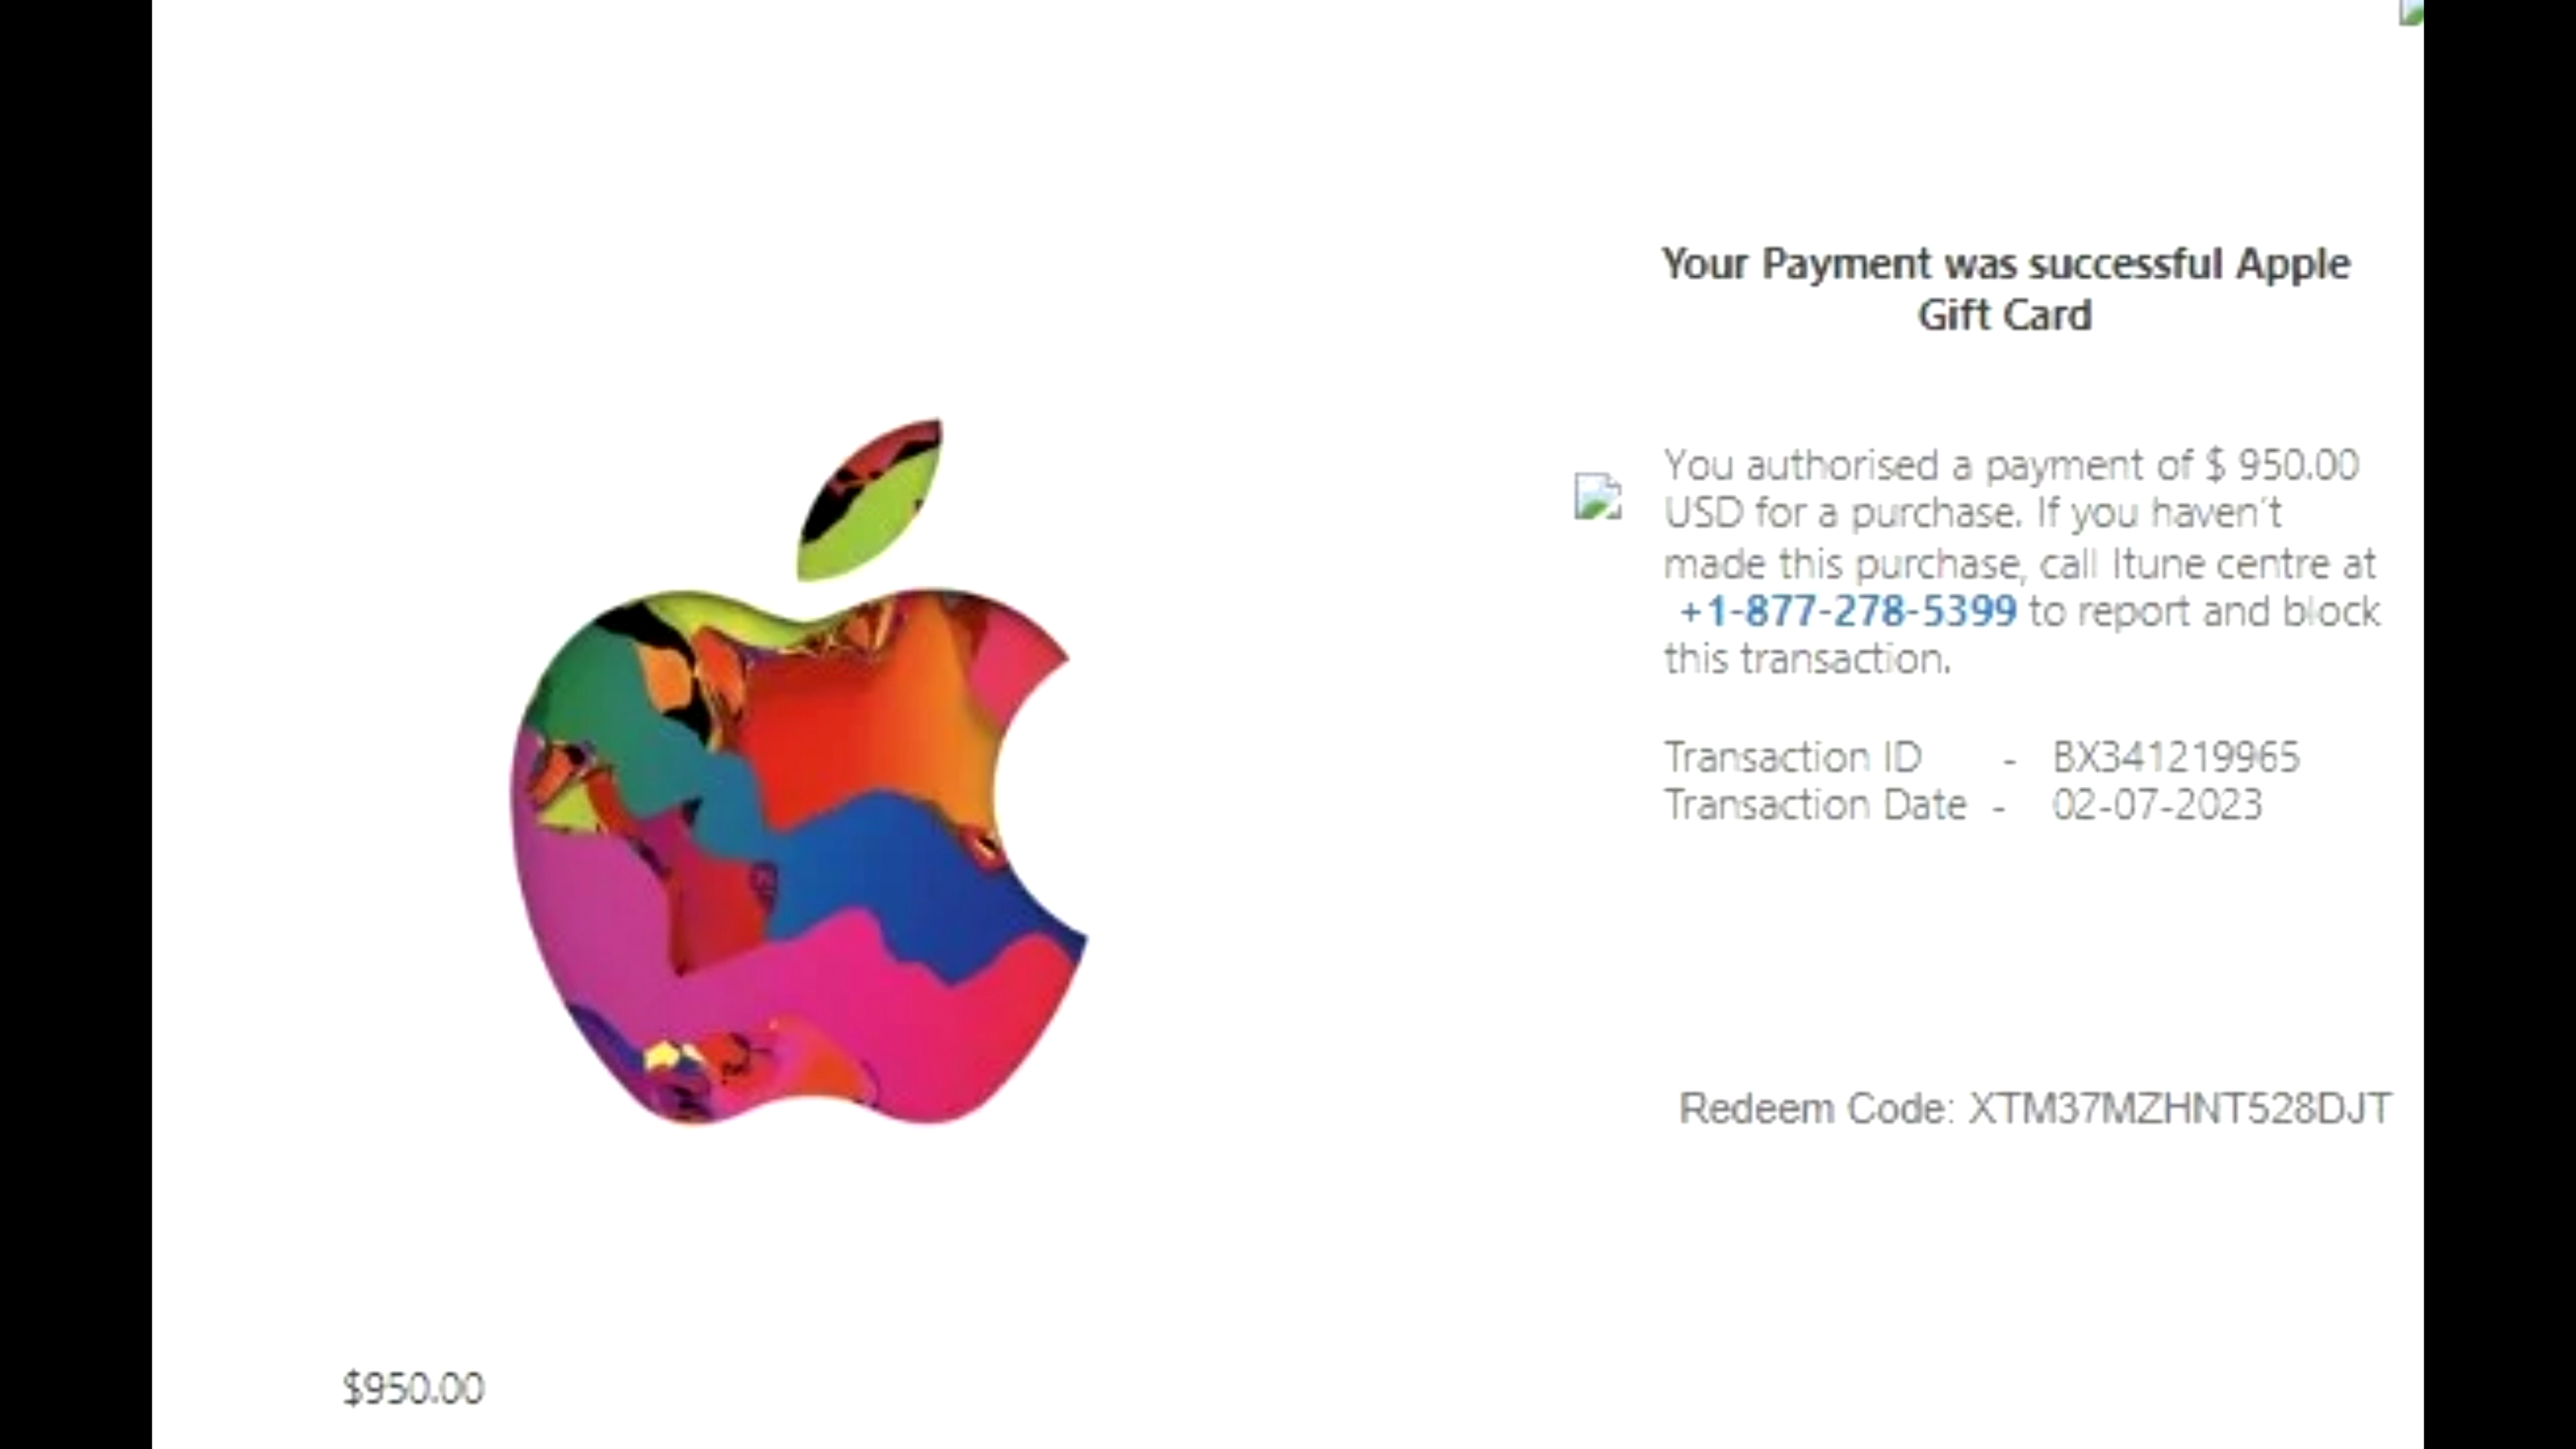 Your Payment was successful Apple
Gift Card
You authorised a payment of $ 950.00
USD for a purchase. If you haven't
made this purchase, call Itune centre at
+1-877-278-5399 to report and block
this transaction.
Transaction ID - BX341219965
Transaction Date - 02-07-2023
Redeem Code: XTM37MZHNT528DJT
$950.00